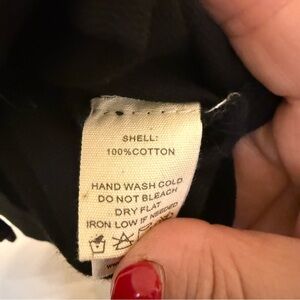 SHELL:
100%COTTON
HAND WASH COLD
DO NOT BLEACH
DRY FLAT
IRON LOW IF NEEDED